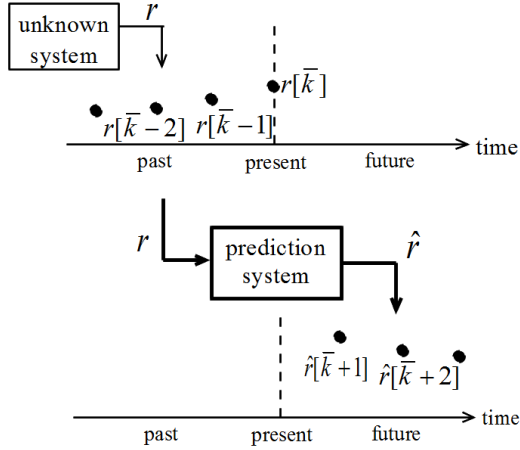 unknown
system
r
r[k̅]
r[k̅ − 2]
r[k̅ − 1]
time
past
present
future
r
prediction
system
r̂
r̂[k̅ + 1]
r̂[k̅ + 2]
time
past
present
future